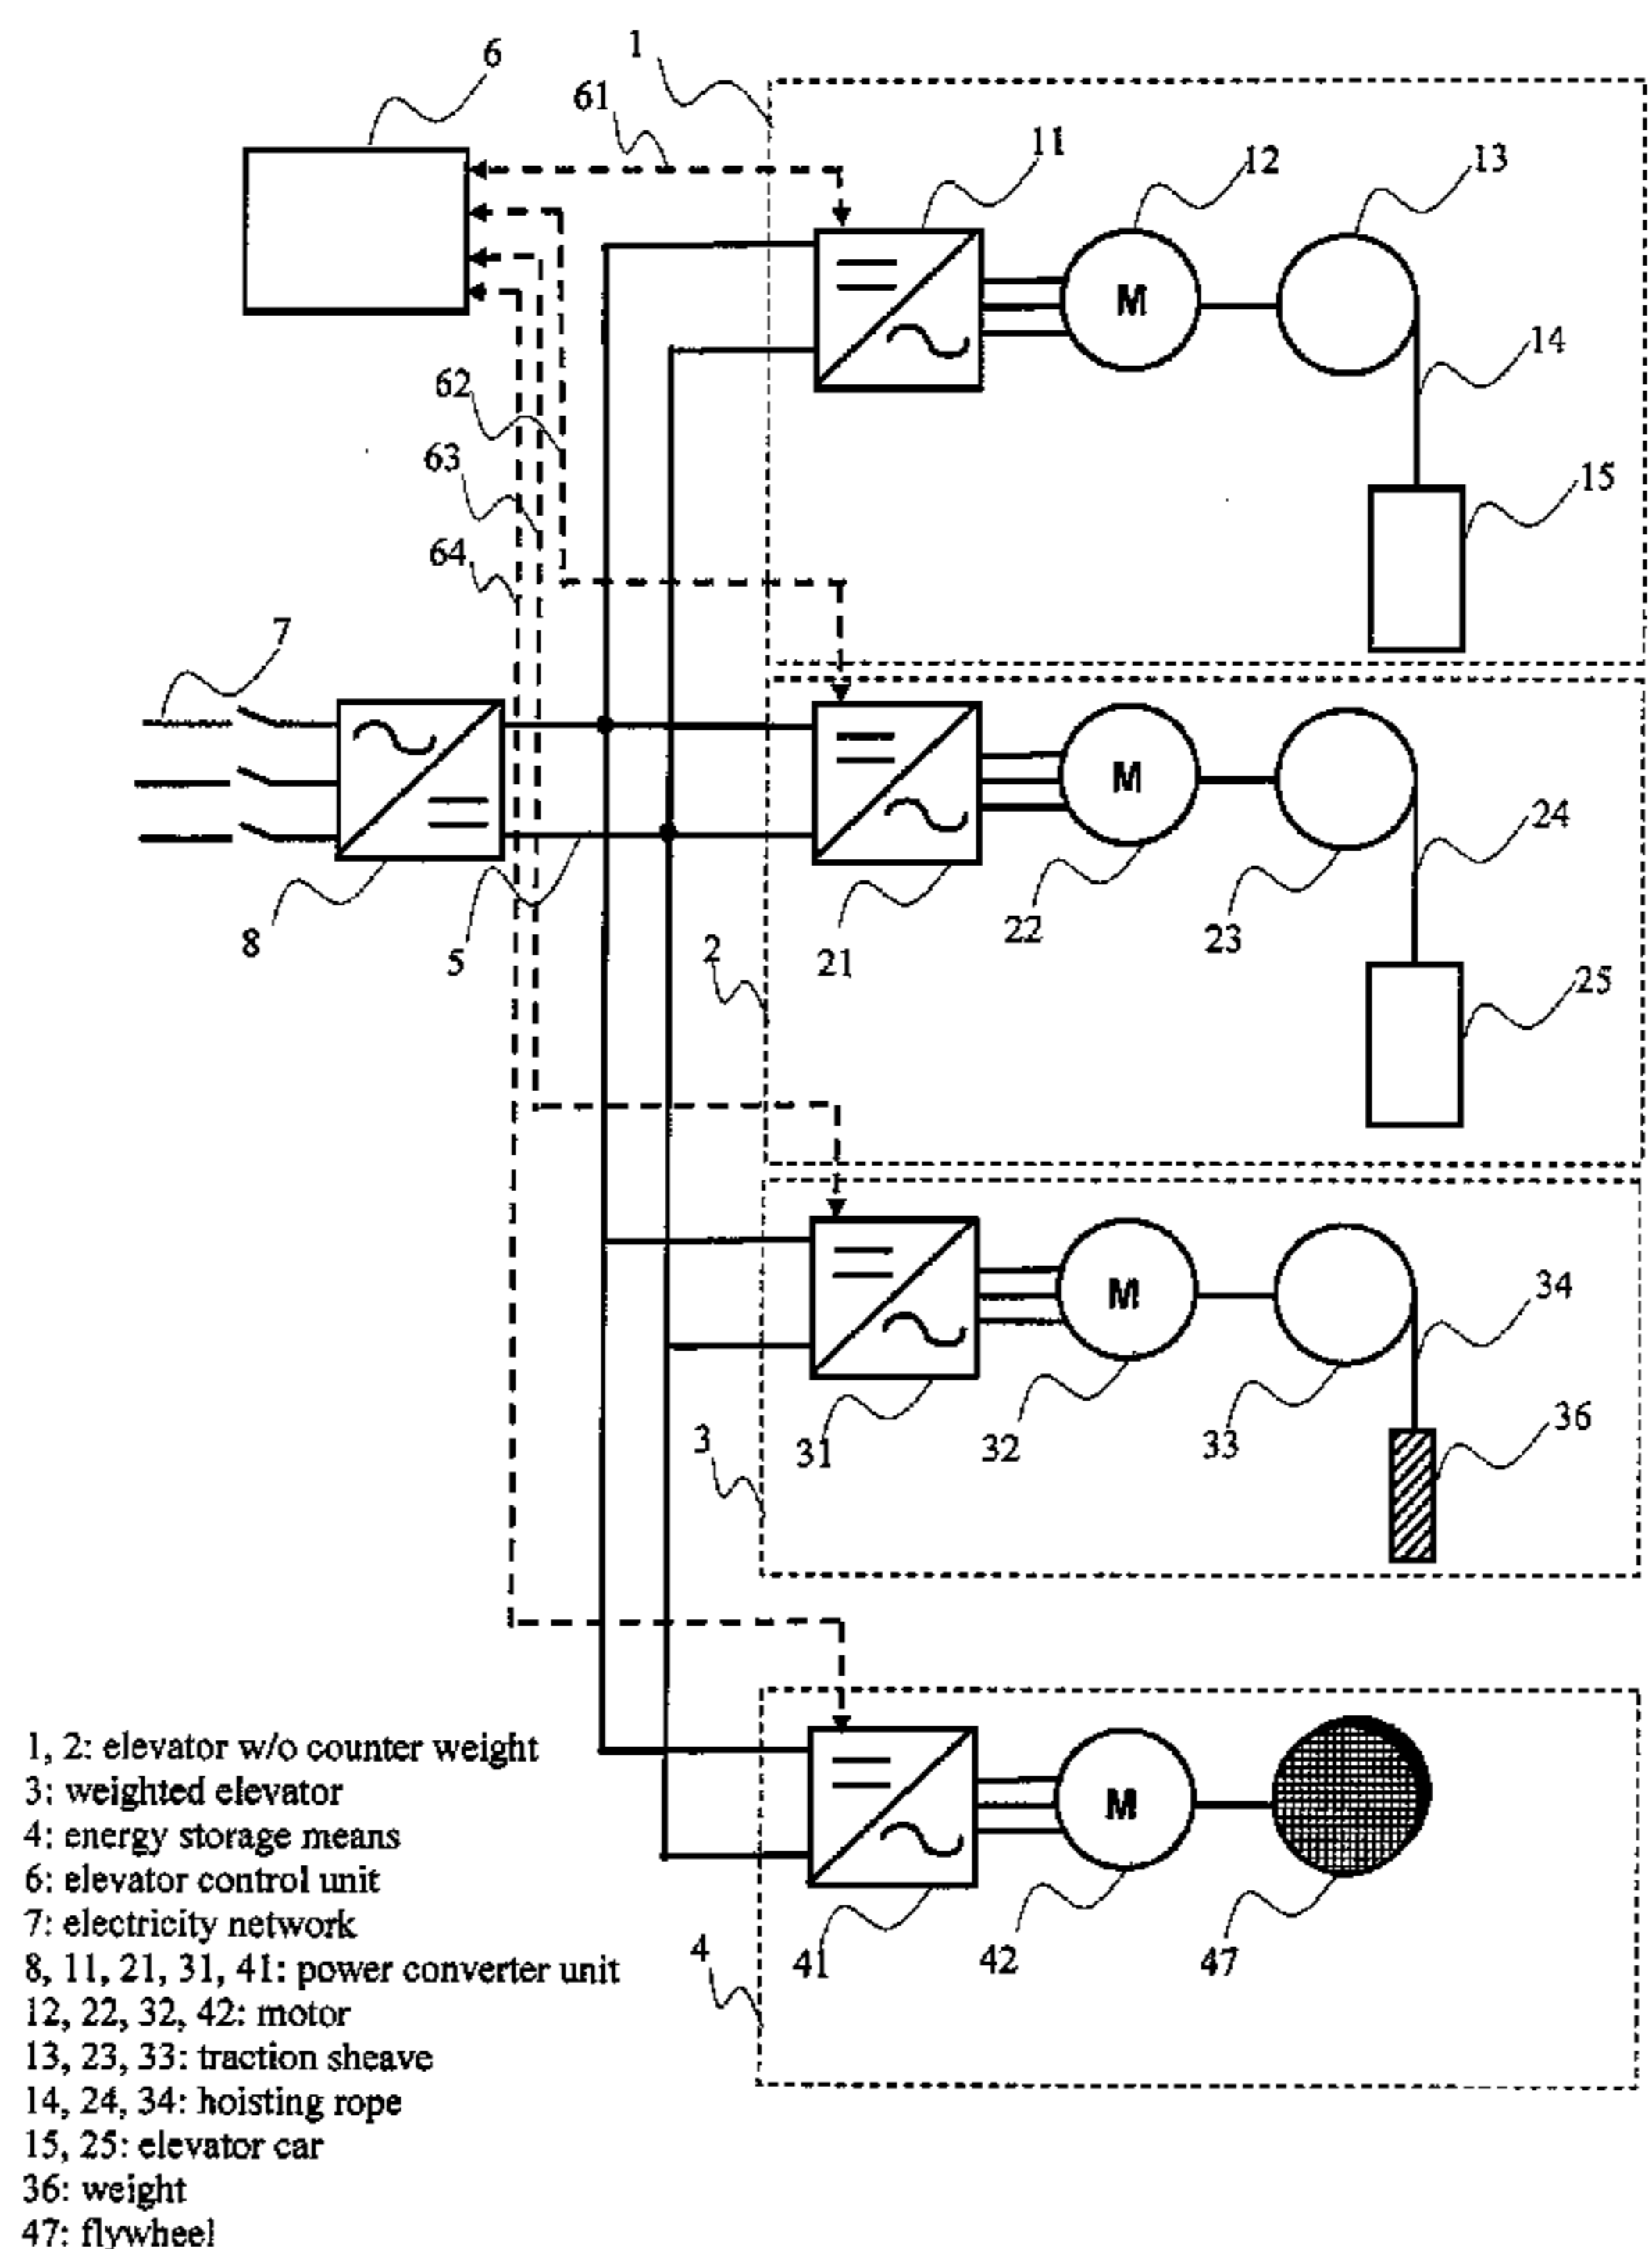 6
1
61
11
12
13
14
62
63
15
64
M
7
M
24
8
5
21
2
22
23
25
M
34
3
31
32
33
36
M
4
41
42
47
1, 2: elevator w/o counter weight
3: weighted elevator
4: energy storage means
6: elevator control unit
7: electricity network
8, 11, 21, 31, 41: power converter unit
12, 22, 32, 42: motor
13, 23, 33: traction sheave
14, 24, 34: hoisting rope
15, 25: elevator car
36: weight
47: flywheel